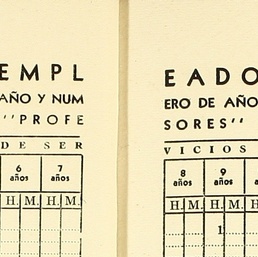 EMPL EADO
AÑO Y NUM ERO DE AÑO
"PROFE SORES"
DE SER VICIOS
6 años 7 años 8 años 9 años
H. M. H. M. H. M. H. M.
1